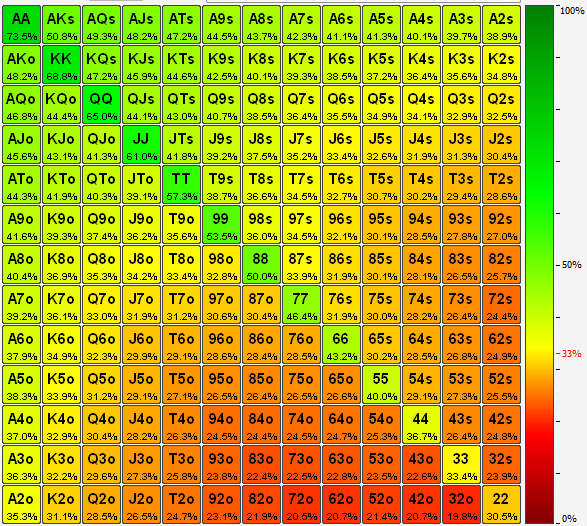 AA AKs AQs AJs ATs A9s A8s A7s A6s A5s A4s A3s A2s 100%
73.5% 50.8% 49.3% 48.2% 47.2% 44.5% 43.7% 42.3% 41.1% 41.3% 40.1% 39.7% 38.9%
AKo KK KQs KJs KTs K9s K8s K7s K6s K5s K4s K3s K2s
48.2% 68.8% 47.2% 45.9% 44.6% 42.5% 40.1% 39.3% 38.5% 37.2% 36.4% 35.6% 34.8%
AQo KQo QQ QJs QTs Q9s Q8s Q7s Q6s Q5s Q4s Q3s Q2s
46.8% 44.4% 65.0% 44.1% 43.0% 40.7% 38.5% 36.4% 35.5% 34.9% 34.1% 32.9% 32.5%
AJo KJo QJo JJ JTs J9s J8s J7s J6s J5s J4s J3s J2s
45.6% 43.1% 41.3% 61.0% 41.8% 39.2% 37.5% 35.2% 33.4% 32.6% 31.9% 31.3% 30.4%
ATo KTo QTo JTo TT T9s T8s T7s T6s T5s T4s T3s T2s
44.3% 41.9% 40.3% 39.1% 57.3% 38.7% 36.6% 34.5% 32.7% 30.7% 30.2% 29.4% 28.6%
A9o K9o Q9o J9o T9o 99 98s 97s 96s 95s 94s 93s 92s
41.6% 39.3% 37.4% 36.2% 35.6% 53.5% 36.0% 34.5% 32.1% 30.1% 28.5% 27.8% 27.0%
A8o K8o Q8o J8o T8o 98o 88 87s 86s 85s 84s 83s 82s 50%
40.4% 36.9% 35.3% 34.2% 33.4% 32.8% 50.0% 33.9% 31.9% 30.1% 28.1% 26.5% 25.7%
A7o K7o Q7o J7o T7o 97o 87o 77 76s 75s 74s 73s 72s
39.2% 36.1% 33.0% 31.9% 31.2% 30.6% 30.4% 46.4% 31.9% 30.0% 28.2% 26.4% 24.4%
A6o K6o Q6o J6o T6o 96o 86o 76o 66 65s 64s 63s 62s 33%
37.9% 34.9% 32.3% 29.9% 29.1% 28.6% 28.4% 28.5% 43.2% 30.2% 28.5% 26.8% 24.9%
A5o K5o Q5o J5o T5o 95o 85o 75o 65o 55 54s 53s 52s
38.3% 33.9% 31.2% 29.1% 27.1% 26.5% 26.4% 26.5% 26.6% 40.0% 29.1% 27.3% 25.5%
A4o K4o Q4o J4o T4o 94o 84o 74o 64o 54o 44 43s 42s
37.0% 32.9% 30.4% 28.2% 26.3% 24.8% 24.4% 24.5% 24.7% 25.3% 36.7% 26.4% 24.8%
A3o K3o Q3o J3o T3o 93o 83o 73o 63o 53o 43o 33 32s
36.3% 32.2% 29.6% 27.3% 25.8% 23.8% 22.4% 22.5% 22.8% 23.5% 22.6% 33.4% 23.9%
A2o K2o Q2o J2o T2o 92o 82o 72o 62o 52o 42o 32o 22
35.3% 31.1% 28.5% 26.5% 24.7% 23.1% 21.9% 20.5% 20.7% 21.4% 20.7% 19.8% 30.5% 0%